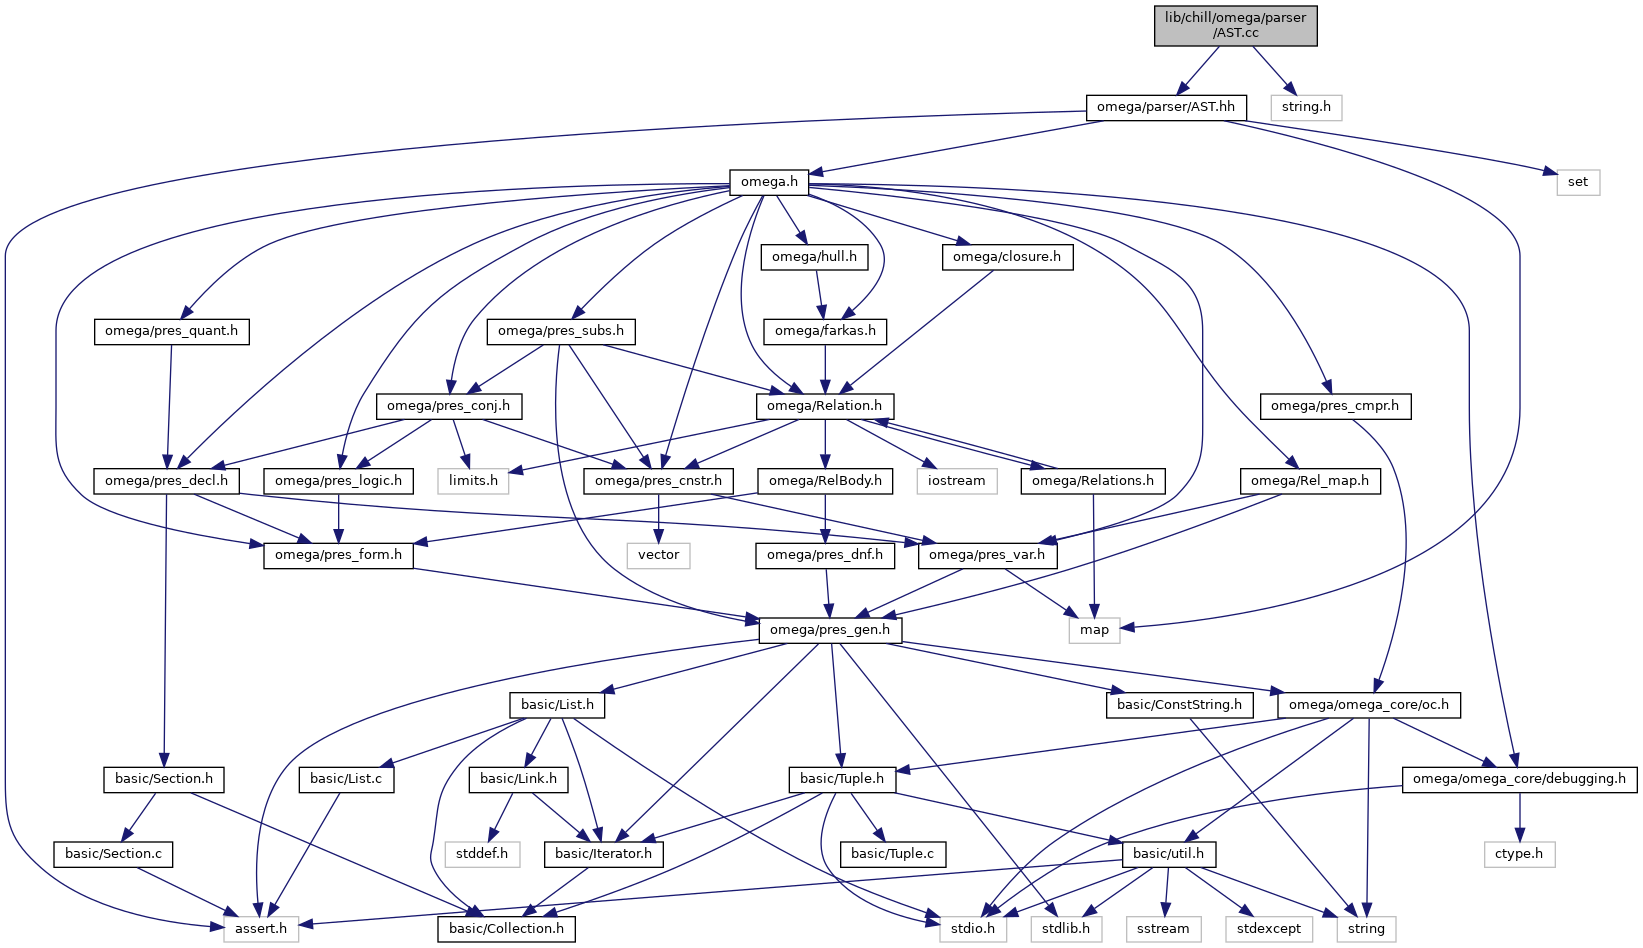 lib/chill/omega/parser
/AST.cc
omega/parser/AST.hh
string.h
omega.h
set
omega/hull.h
omega/closure.h
omega/pres_quant.h
omega/pres_subs.h
omega/farkas.h
omega/pres_conj.h
omega/Relation.h
omega/pres_cmpr.h
omega/pres_decl.h
omega/pres_logic.h
limits.h
omega/pres_cnstr.h
omega/RelBody.h
iostream
omega/Relations.h
omega/Rel_map.h
omega/pres_form.h
vector
omega/pres_dnf.h
omega/pres_var.h
omega/pres_gen.h
map
basic/List.h
basic/ConstString.h
omega/omega_core/oc.h
basic/Section.h
basic/List.c
basic/Link.h
basic/Tuple.h
omega/omega_core/debugging.h
basic/Section.c
stddef.h
basic/Iterator.h
basic/Tuple.c
basic/util.h
ctype.h
assert.h
basic/Collection.h
stdio.h
stdlib.h
sstream
stdexcept
string